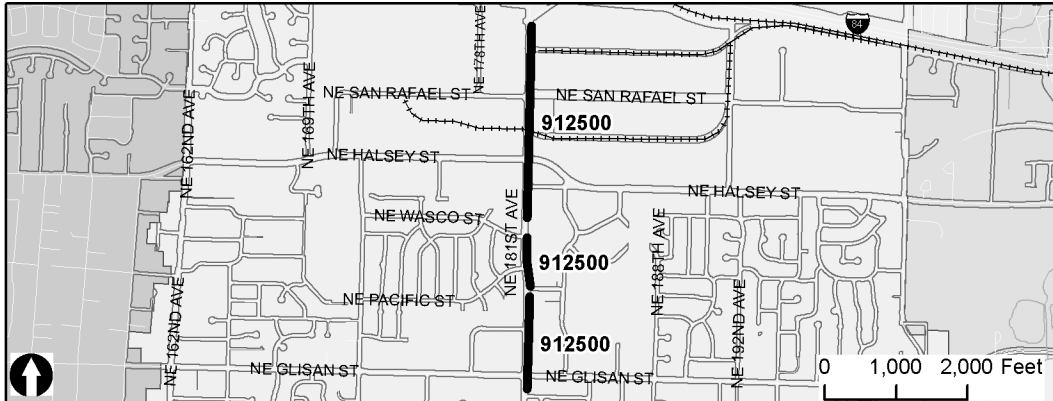 84
NE 178TH AVE
NE SAN RAFAEL ST
NE SAN RAFAEL ST
912500
NE 162ND AVE
NE 169TH AVE
NE HALSEY ST
NE HALSEY ST
NE WASCO ST
NE 181ST AVE
912500
NE 188TH AVE
NE PACIFIC ST
NE 192ND AVE
NE 162ND AVE
912500
NE GLISAN ST
NE GLISAN ST
0 1,000 2,000 Feet